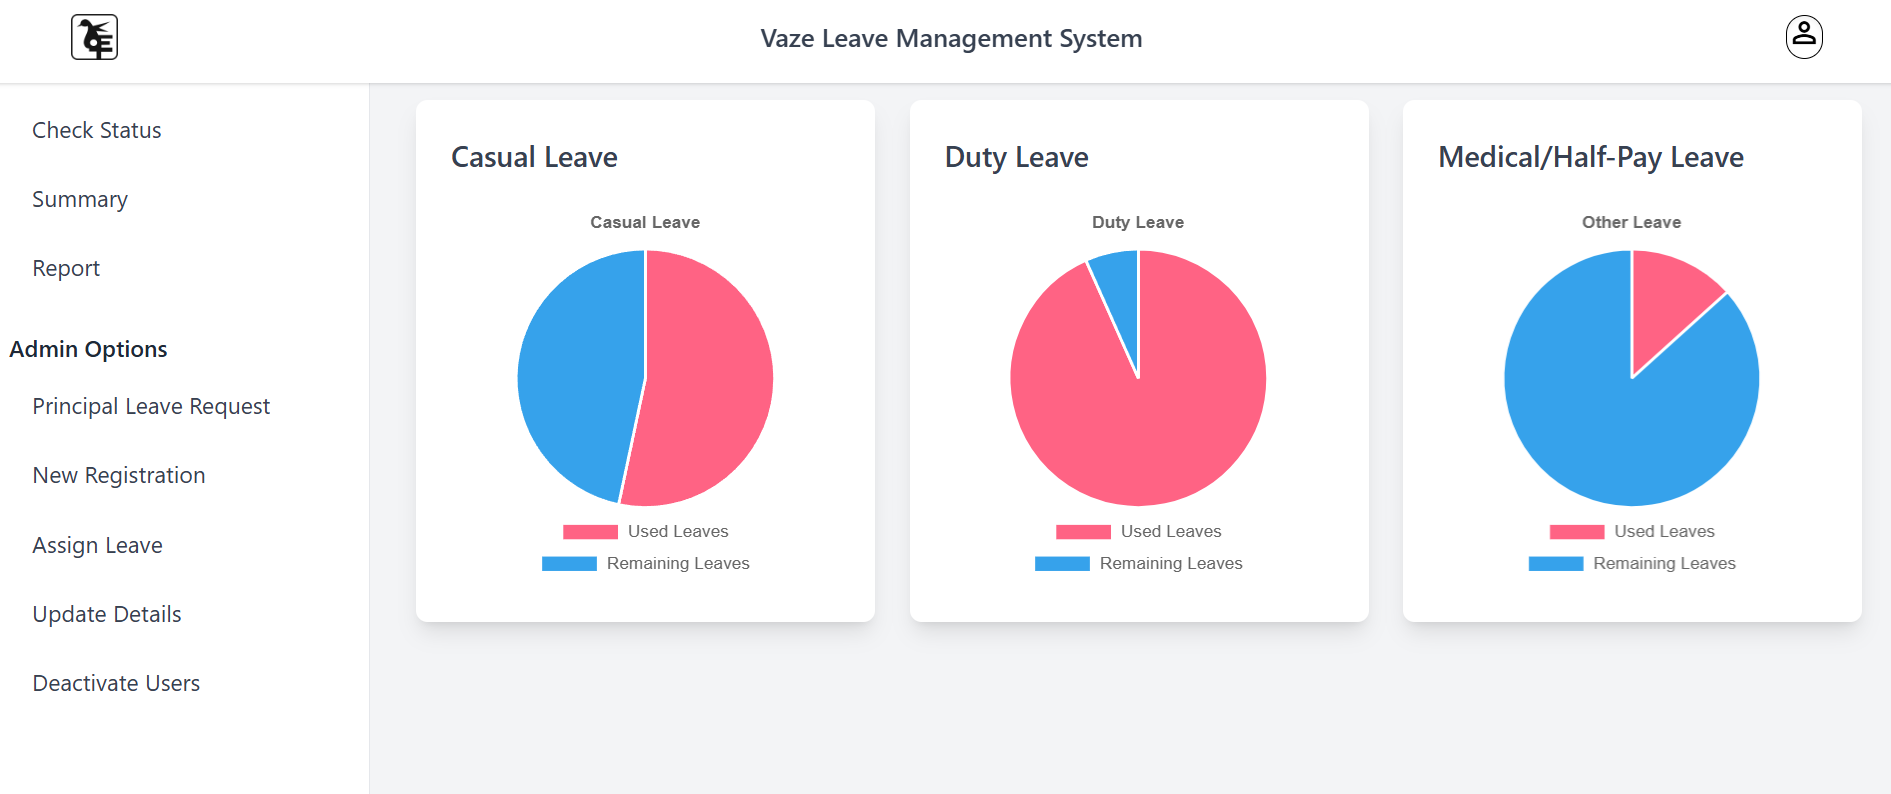 Vaze Leave Management System
Check Status
Summary
Report
Admin Options
Principal Leave Request
New Registration
Assign Leave
Update Details
Deactivate Users
Casual Leave
Casual Leave
Used Leaves
Remaining Leaves
Duty Leave
Duty Leave
Used Leaves
Remaining Leaves
Medical/Half-Pay Leave
Other Leave
Used Leaves
Remaining Leaves